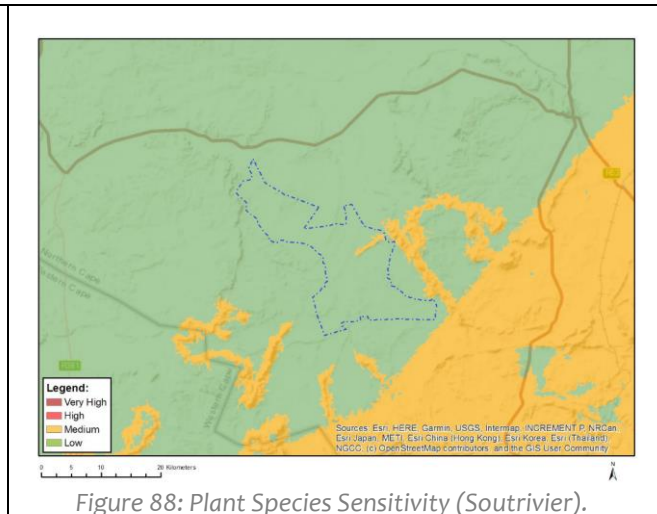 Northern Cape
Western Cape
Western Cape
Legend:
Very High
High
Medium
Low
Sources: Esri, HERE, Garmin, USGS, Intermap, INCREMENT P, NRCan,
Esri Japan, METI, Esri China (Hong Kong), Esri Korea, Esri (Thailand),
NGCC, (c) OpenStreetMap contributors, and the GIS User Community
0 5 10 20 Kilometers
N
Figure 88: Plant Species Sensitivity (Soutrivier).